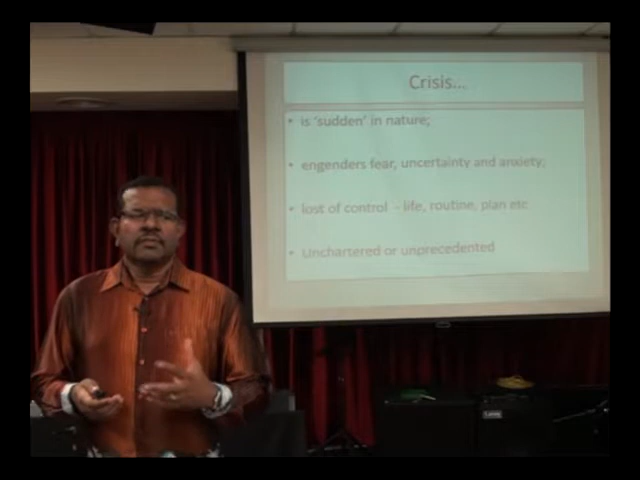 Crisis...
• is 'sudden' in nature;
• engenders fear, uncertainty and anxiety;
• lost of control - life, routine, plan etc
• Unchartered or unprecedented